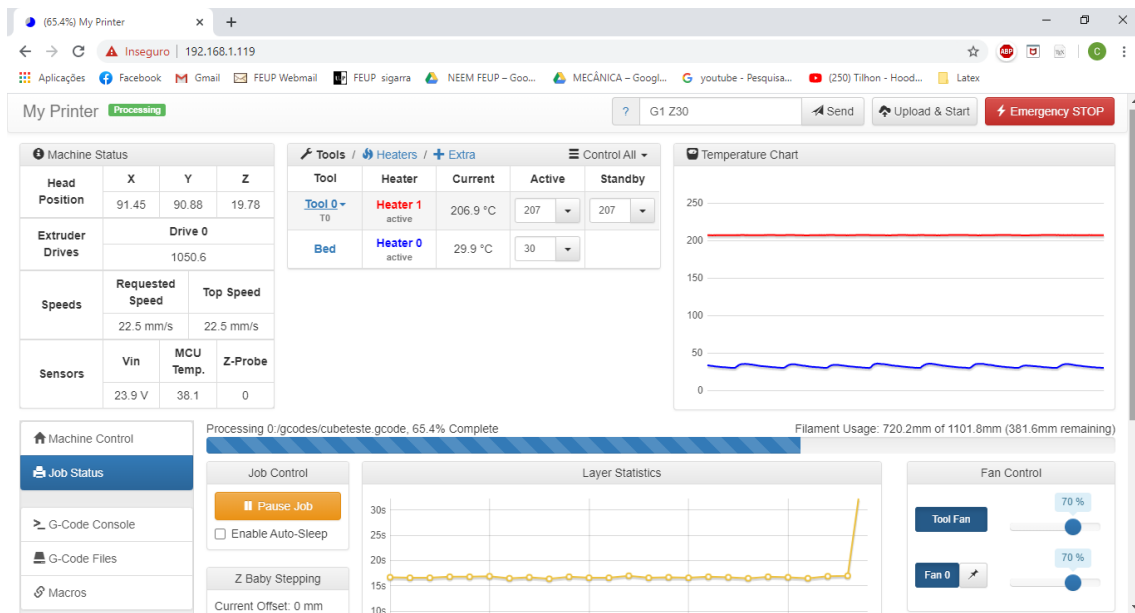 (65.4%) My Printer
Inseguro | 192.168.1.119
ABP
C
Aplicações Facebook Gmail FEUP Webmail FEUP sigarra NEEM FEUP – Goo... MECÂNICA – Googl... youtube - Pesquisa... (250) Tilhon - Hood... Latex
My Printer Processing ? G1 Z30 Send Upload & Start Emergency STOP
Machine Status
Head Position X Y Z
91.45 90.88 19.78
Extruder Drives Drive 0
1050.6
Speeds Requested Speed Top Speed
22.5 mm/s 22.5 mm/s
Sensors Vin MCU Temp. Z-Probe
23.9 V 38.1 0
Tools / Heaters / Extra Control All
Tool Heater Current Active Standby
Tool 0 Heater 1 206.9 °C 207 207
T0 active
Bed Heater 0 29.9 °C 30
active
Temperature Chart
250
200
150
100
50
0
Machine Control
Job Status
G-Code Console
G-Code Files
Macros
Processing 0:/gcodes/cubeteste.gcode, 65.4% Complete Filament Usage: 720.2mm of 1101.8mm (381.6mm remaining)
Job Control
Pause Job
Enable Auto-Sleep
Z Baby Stepping
Current Offset: 0 mm
Layer Statistics
30s
25s
20s
15s
10s
Fan Control
70 %
Tool Fan
70 %
Fan 0